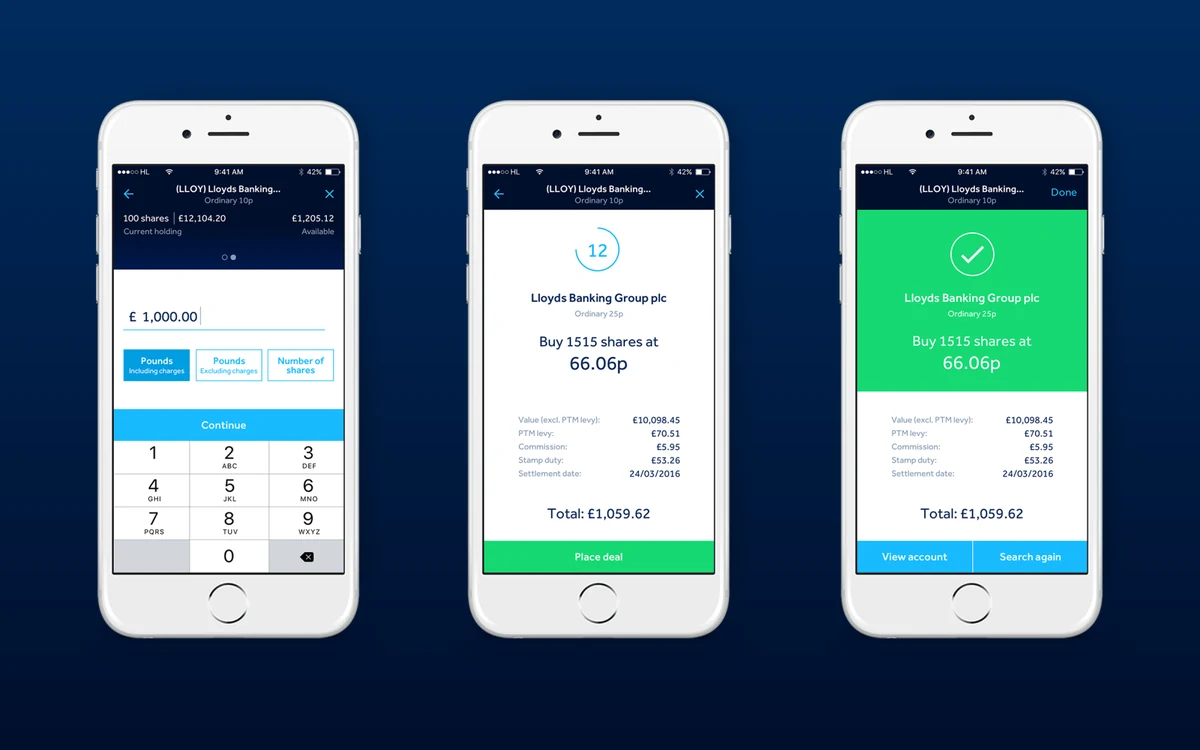 HL 9:41 AM 42%
(LLOY) Lloyds Banking...
Ordinary 10p
100 shares £12,104.20 £1,205.12
Current holding Available
£ 1,000.00
Pounds
Including charges
Pounds
Excluding charges
Number of
shares
Continue
1
2 ABC
3 DEF
4 GHI
5 JKL
6 MNO
7 PQRS
8 TUV
9 WXYZ
0
HL 9:41 AM 42%
(LLOY) Lloyds Banking...
Ordinary 10p
12
Lloyds Banking Group plc
Ordinary 25p
Buy 1515 shares at
66.06p
Value (excl. PTM levy): £10,098.45
PTM levy: £70.51
Commission: £5.95
Stamp duty: £53.26
Settlement date: 24/03/2016
Total: £1,059.62
Place deal
HL 9:41 AM 42%
(LLOY) Lloyds Banking...
Ordinary 10p
Done
Lloyds Banking Group plc
Ordinary 25p
Buy 1515 shares at
66.06p
Value (excl. PTM levy): £10,098.45
PTM levy: £70.51
Commission: £5.95
Stamp duty: £53.26
Settlement date: 24/03/2016
Total: £1,059.62
View account
Search again